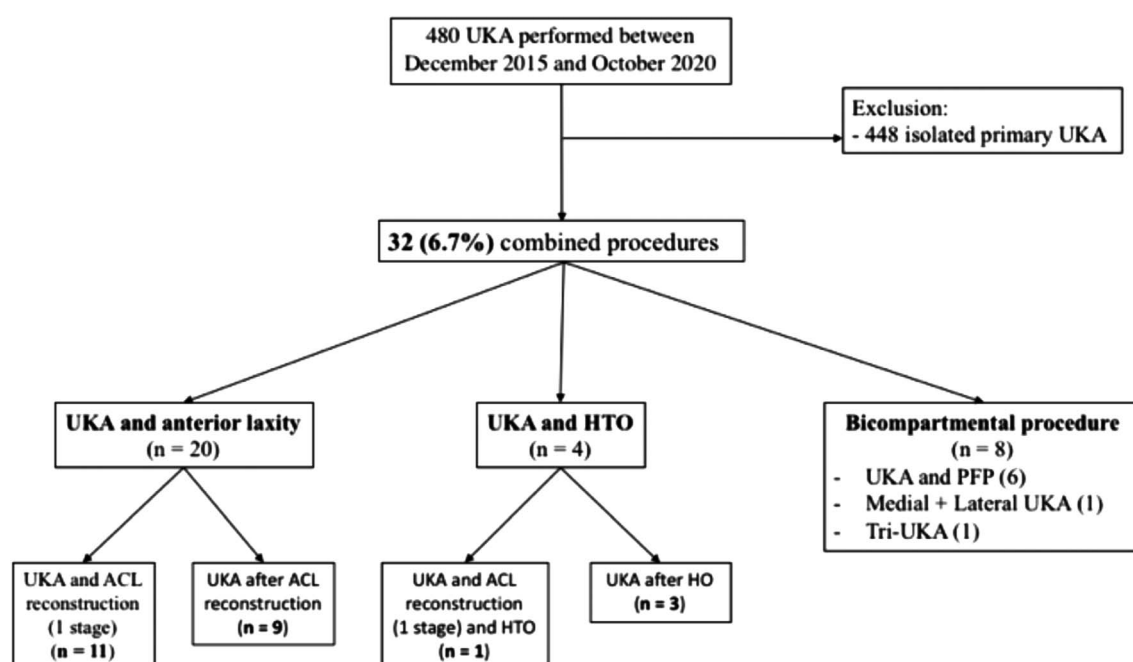 480 UKA performed between
December 2015 and October 2020
Exclusion:
- 448 isolated primary UKA
32 (6.7%) combined procedures
UKA and anterior laxity
(n = 20)
UKA and HTO
(n = 4)
Bicompartmental procedure
(n = 8)
- UKA and PFP (6)
- Medial + Lateral UKA (1)
- Tri-UKA (1)
UKA and ACL
reconstruction
(1 stage)
(n = 11)
UKA after ACL
reconstruction
(n = 9)
UKA and ACL
reconstruction
(1 stage) and HTO
(n = 1)
UKA after HO
(n = 3)